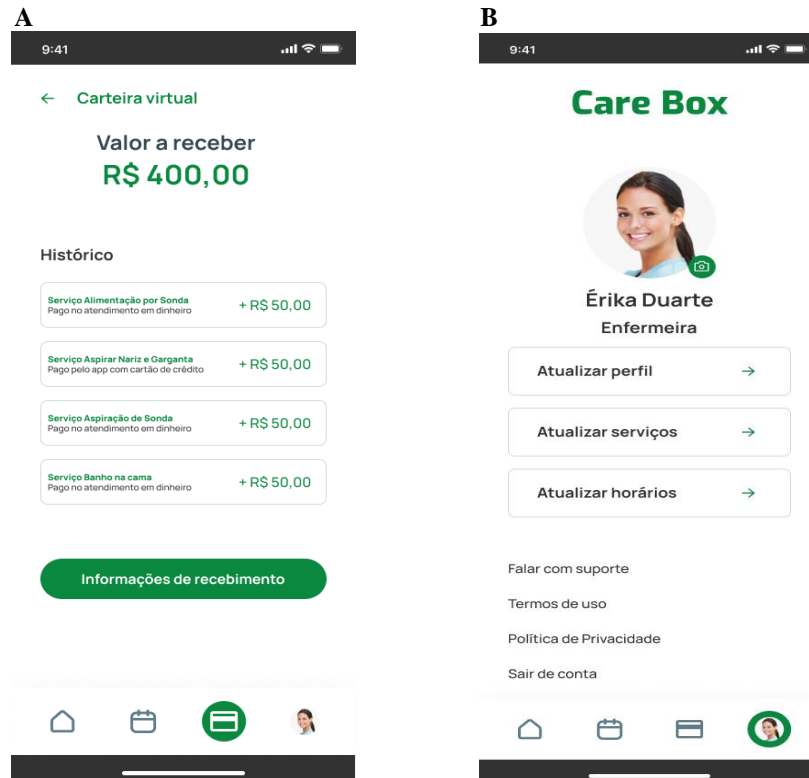 A
9:41
Carteira virtual
Valor a receber
R$ 400,00
Histórico
Serviço Alimentação por Sonda
Pago no atendimento em dinheiro
+ R$ 50,00
Serviço Aspirar Nariz e Garganta
Pago pelo app com cartão de crédito
+ R$ 50,00
Serviço Aspiração de Sonda
Pago no atendimento em dinheiro
+ R$ 50,00
Serviço Banho na cama
Pago no atendimento em dinheiro
+ R$ 50,00
Informações de recebimento
B
9:41
Care Box
Érika Duarte
Enfermeira
Atualizar perfil
Atualizar serviços
Atualizar horários
Falar com suporte
Termos de uso
Política de Privacidade
Sair de conta